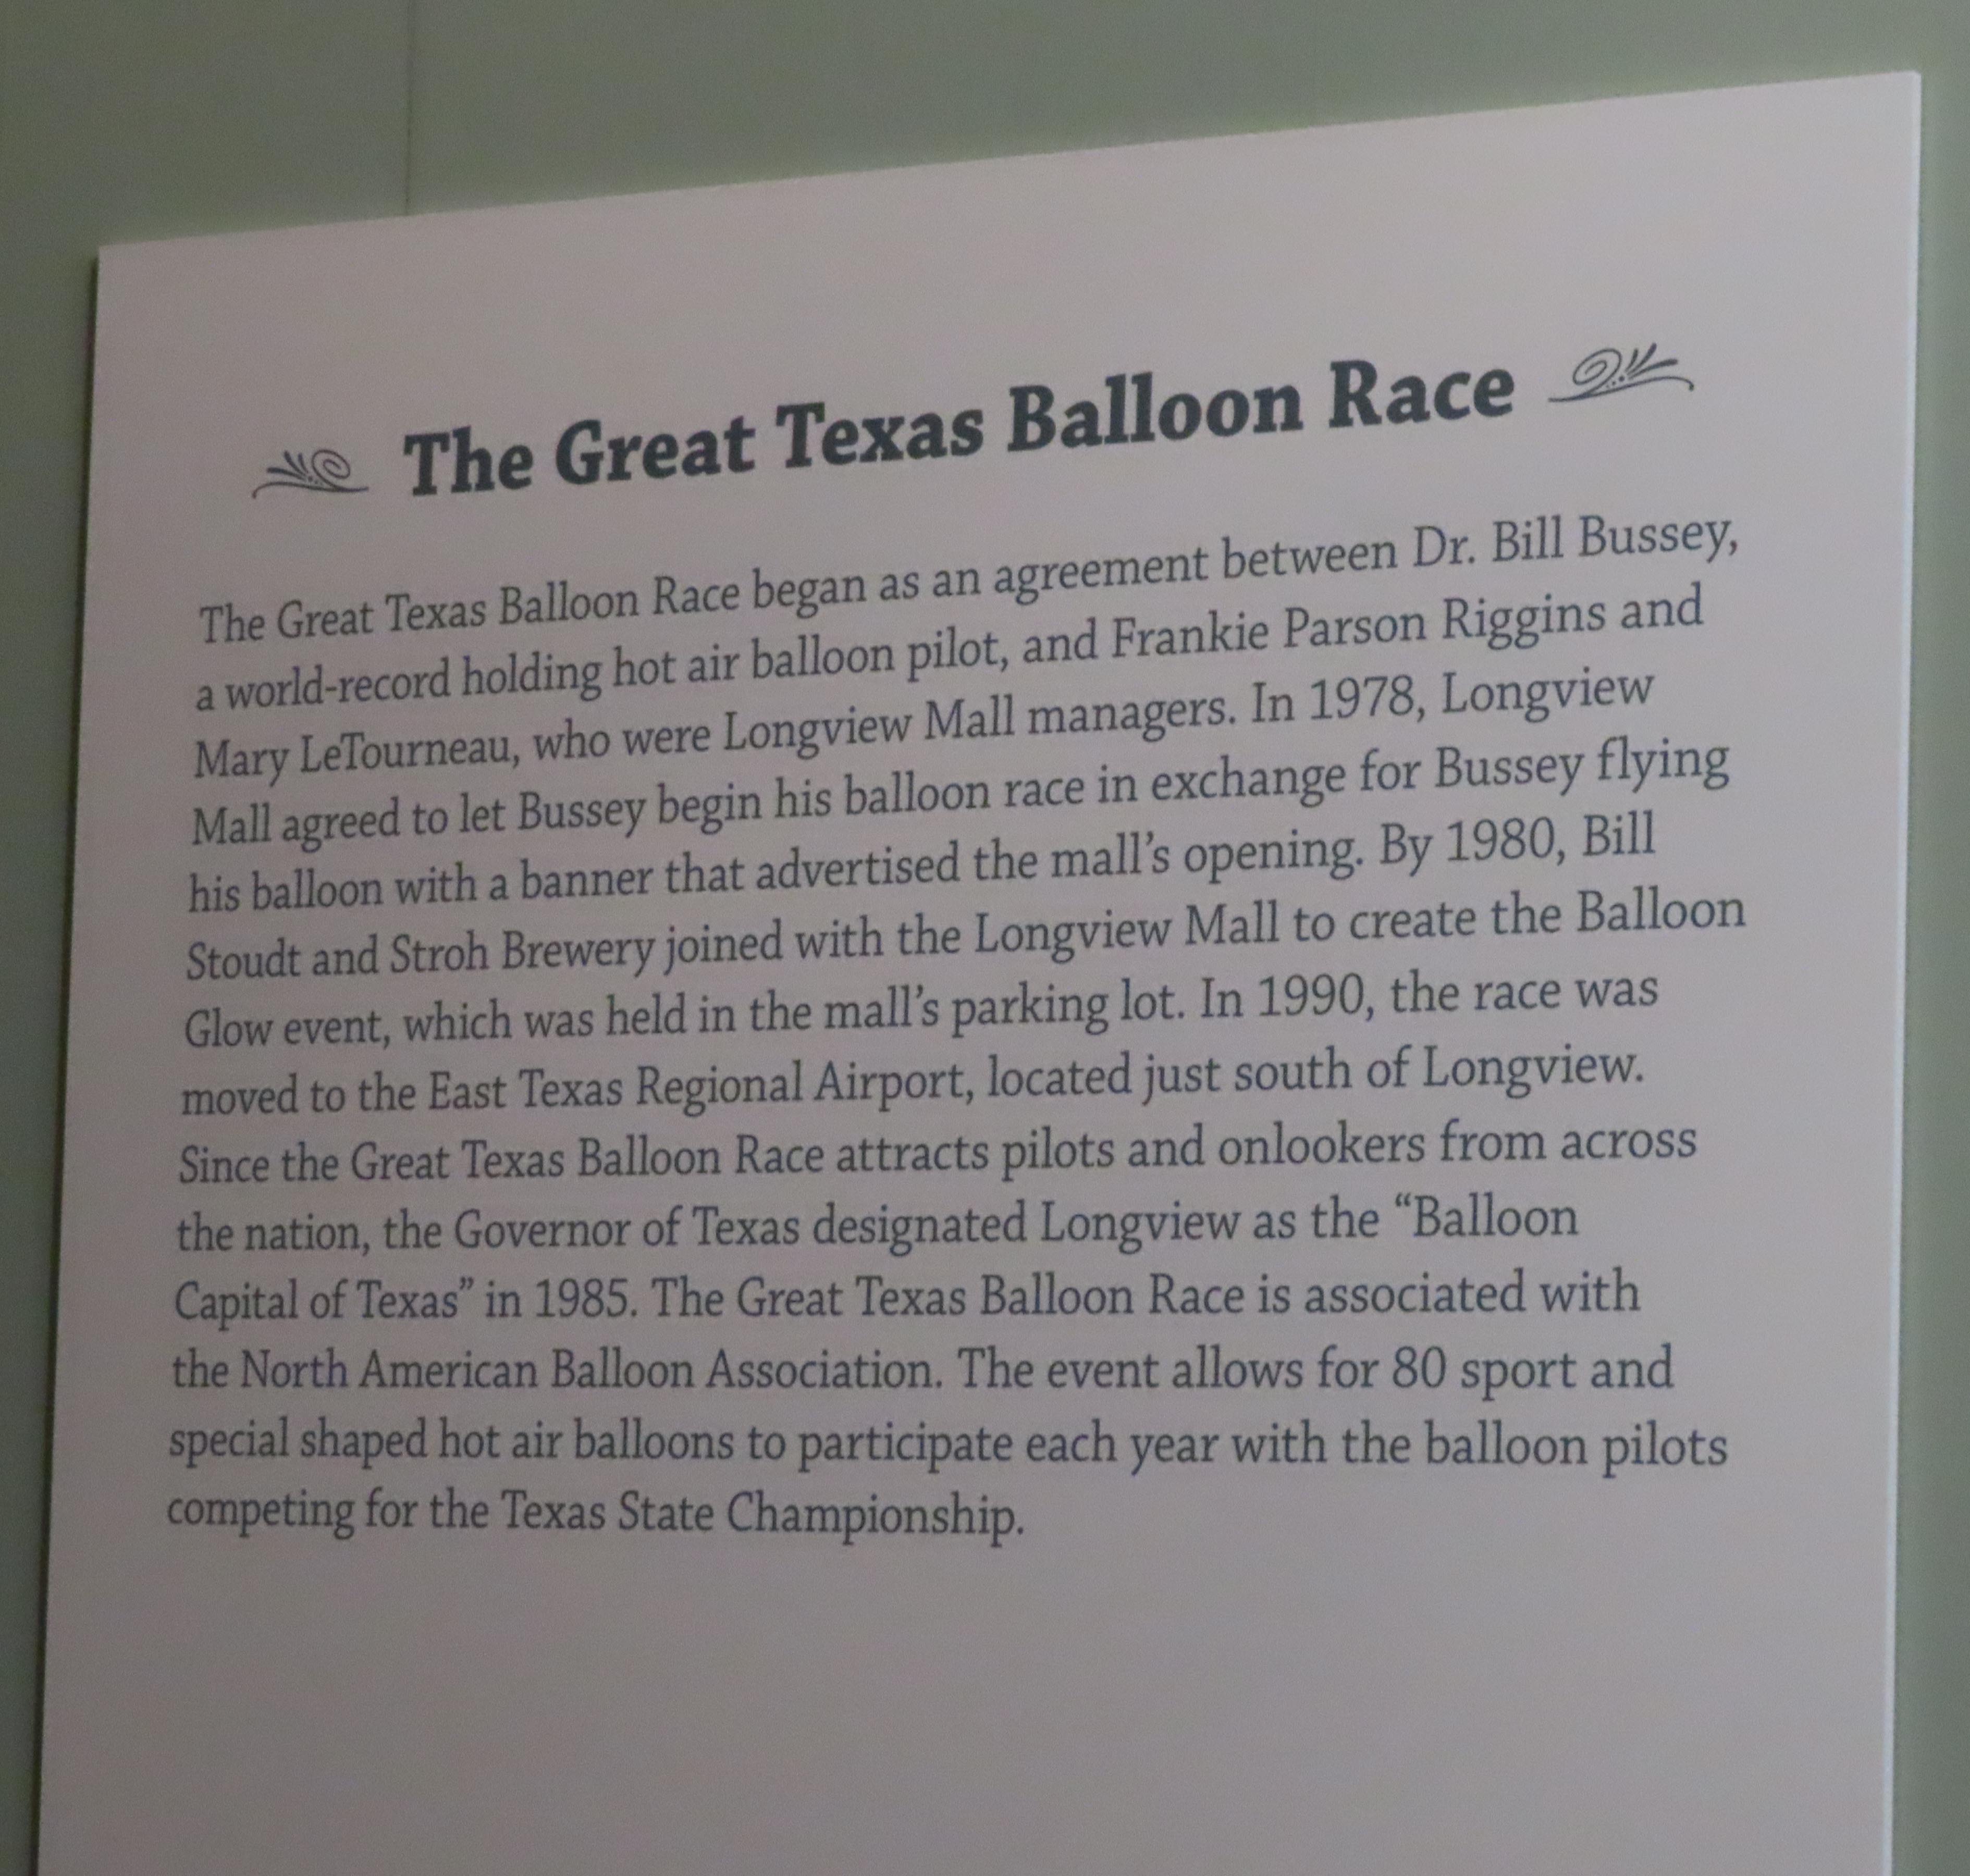 The Great Texas Balloon Race
The Great Texas Balloon Race began as an agreement between Dr. Bill Bussey,
a world-record holding hot air balloon pilot, and Frankie Parson Riggins and
Mary LeTourneau, who were Longview Mall managers. In 1978, Longview
Mall agreed to let Bussey begin his balloon race in exchange for Bussey flying
his balloon with a banner that advertised the mall’s opening. By 1980, Bill
Stoudt and Stroh Brewery joined with the Longview Mall to create the Balloon
Glow event, which was held in the mall’s parking lot. In 1990, the race was
moved to the East Texas Regional Airport, located just south of Longview.
Since the Great Texas Balloon Race attracts pilots and onlookers from across
the nation, the Governor of Texas designated Longview as the “Balloon
Capital of Texas” in 1985. The Great Texas Balloon Race is associated with
the North American Balloon Association. The event allows for 80 sport and
special shaped hot air balloons to participate each year with the balloon pilots
competing for the Texas State Championship.